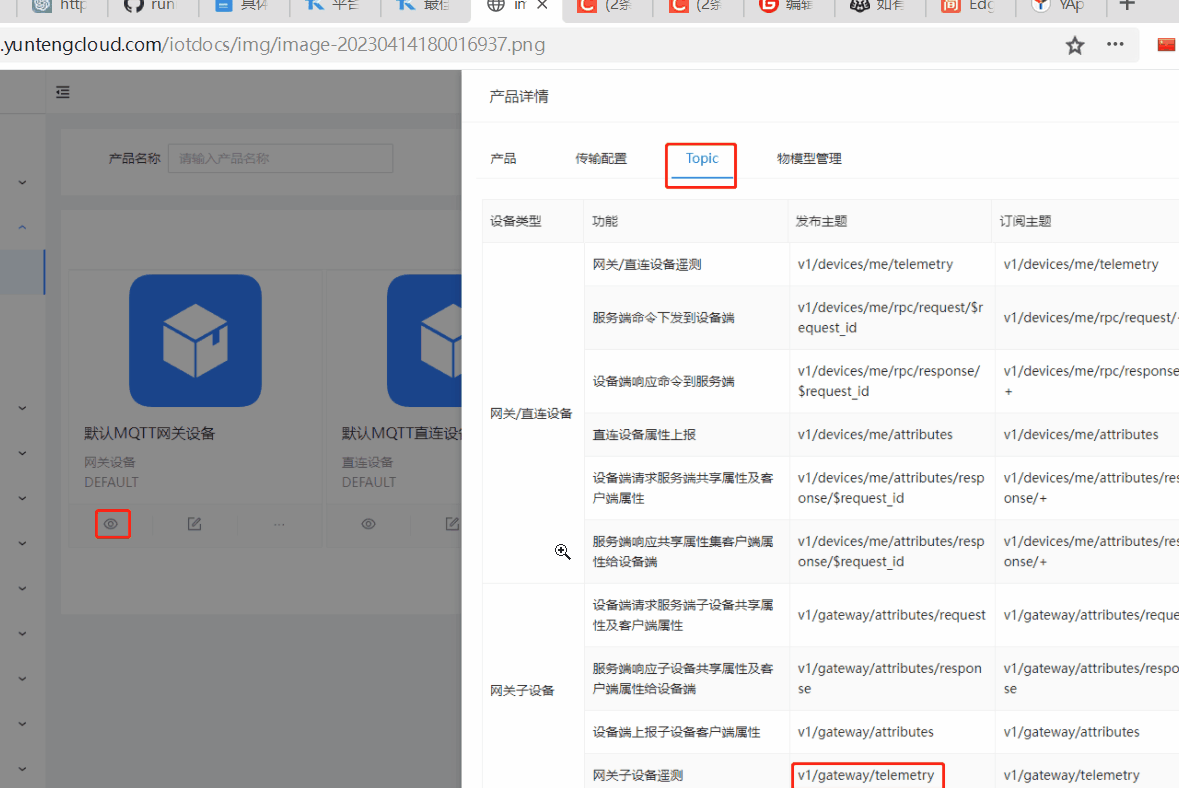 http
run
具体
平台
最佳
im
(2条
(2条
编辑
如有
Edg
YAp
.yuntengcloud.com/iotdocs/img/image-20230414180016937.png
产品名称
请输入产品名称
默认MQTT网关设备
网关设备
DEFAULT
默认MQTT直连设备
直连设备
DEFAULT
产品详情
产品
传输配置
Topic
物模型管理
设备类型
功能
发布主题
订阅主题
网关/直连设备
网关/直连设备遥测
v1/devices/me/telemetry
v1/devices/me/telemetry
服务端命令下发到设备端
v1/devices/me/rpc/request/$r
equest_id
v1/devices/me/rpc/request/+
设备端响应命令到服务端
v1/devices/me/rpc/response/
$request_id
v1/devices/me/rpc/response
+
直连设备属性上报
v1/devices/me/attributes
v1/devices/me/attributes
设备端请求服务端共享属性及客
户端属性
v1/devices/me/attributes/resp
onse/$request_id
v1/devices/me/attributes/res
onse/+
服务端响应共享属性集客户端属
性给设备端
v1/devices/me/attributes/resp
onse/$request_id
v1/devices/me/attributes/res
onse/+
网关子设备
设备端请求服务端子设备共享属
性及客户端属性
v1/gateway/attributes/request
v1/gateway/attributes/reque
服务端响应子设备共享属性及客
户端属性给设备端
v1/gateway/attributes/respon
se
v1/gateway/attributes/respo
se
设备端上报子设备客户端属性
v1/gateway/attributes
v1/gateway/attributes
网关子设备遥测
v1/gateway/telemetry
v1/gateway/telemetry